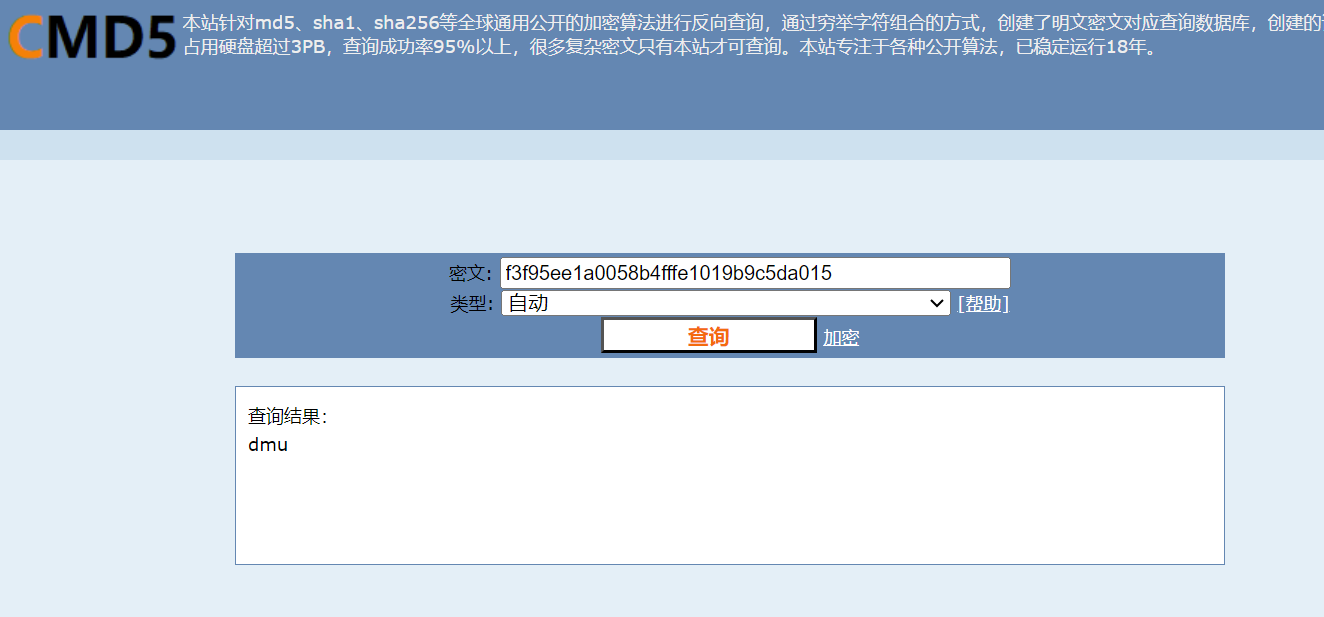 CMD5
本站针对md5、sha1、sha256等全球通用公开的加密算法进行反向查询，通过穷举字符组合的方式，创建了明文密文对应查询数据库，创建的
占用硬盘超过3PB，查询成功率95%以上，很多复杂密文只有本站才可查询。本站专注于各种公开算法，已稳定运行18年。
密文: f3f95ee1a0058b4fffe1019b9c5da015
类型: 自动 [帮助]
查询 加密
查询结果:
dmu